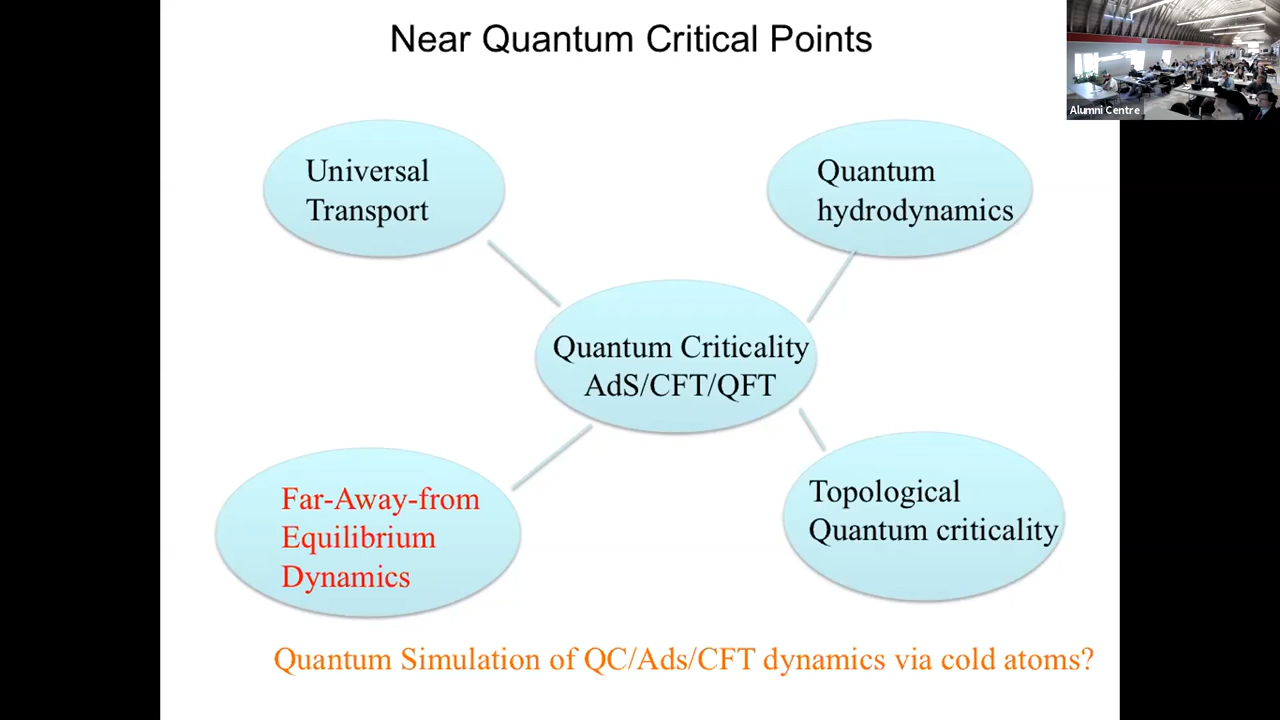 Near Quantum Critical Points
Alumni Centre
Universal
Transport
Quantum
hydrodynamics
Quantum Criticality
AdS/CFT/QFT
Far-Away-from
Equilibrium
Dynamics
Topological
Quantum criticality
Quantum Simulation of QC/Ads/CFT dynamics via cold atoms?